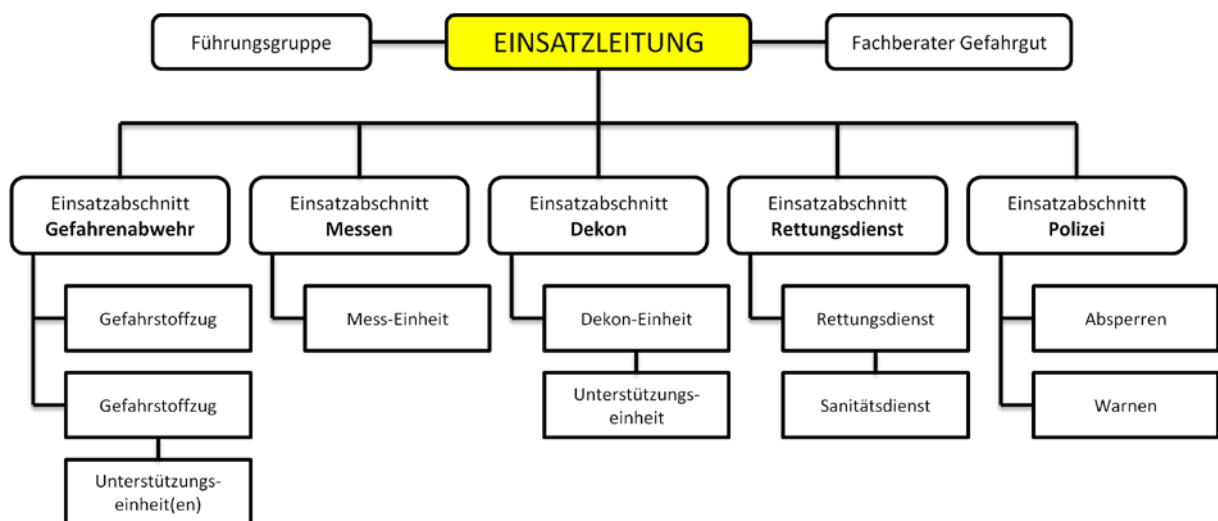 Führungsgruppe
EINSATZLEITUNG
Fachberater Gefahrgut
Einsatzabschnitt
Gefahrenabwehr
Einsatzabschnitt
Messen
Einsatzabschnitt
Dekon
Einsatzabschnitt
Rettungsdienst
Einsatzabschnitt
Polizei
Gefahrstoffzug
Gefahrstoffzug
Unterstützungs-
einheit(en)
Mess-Einheit
Dekon-Einheit
Unterstützungs-
einheit
Rettungsdienst
Sanitätsdienst
Absperren
Warnen